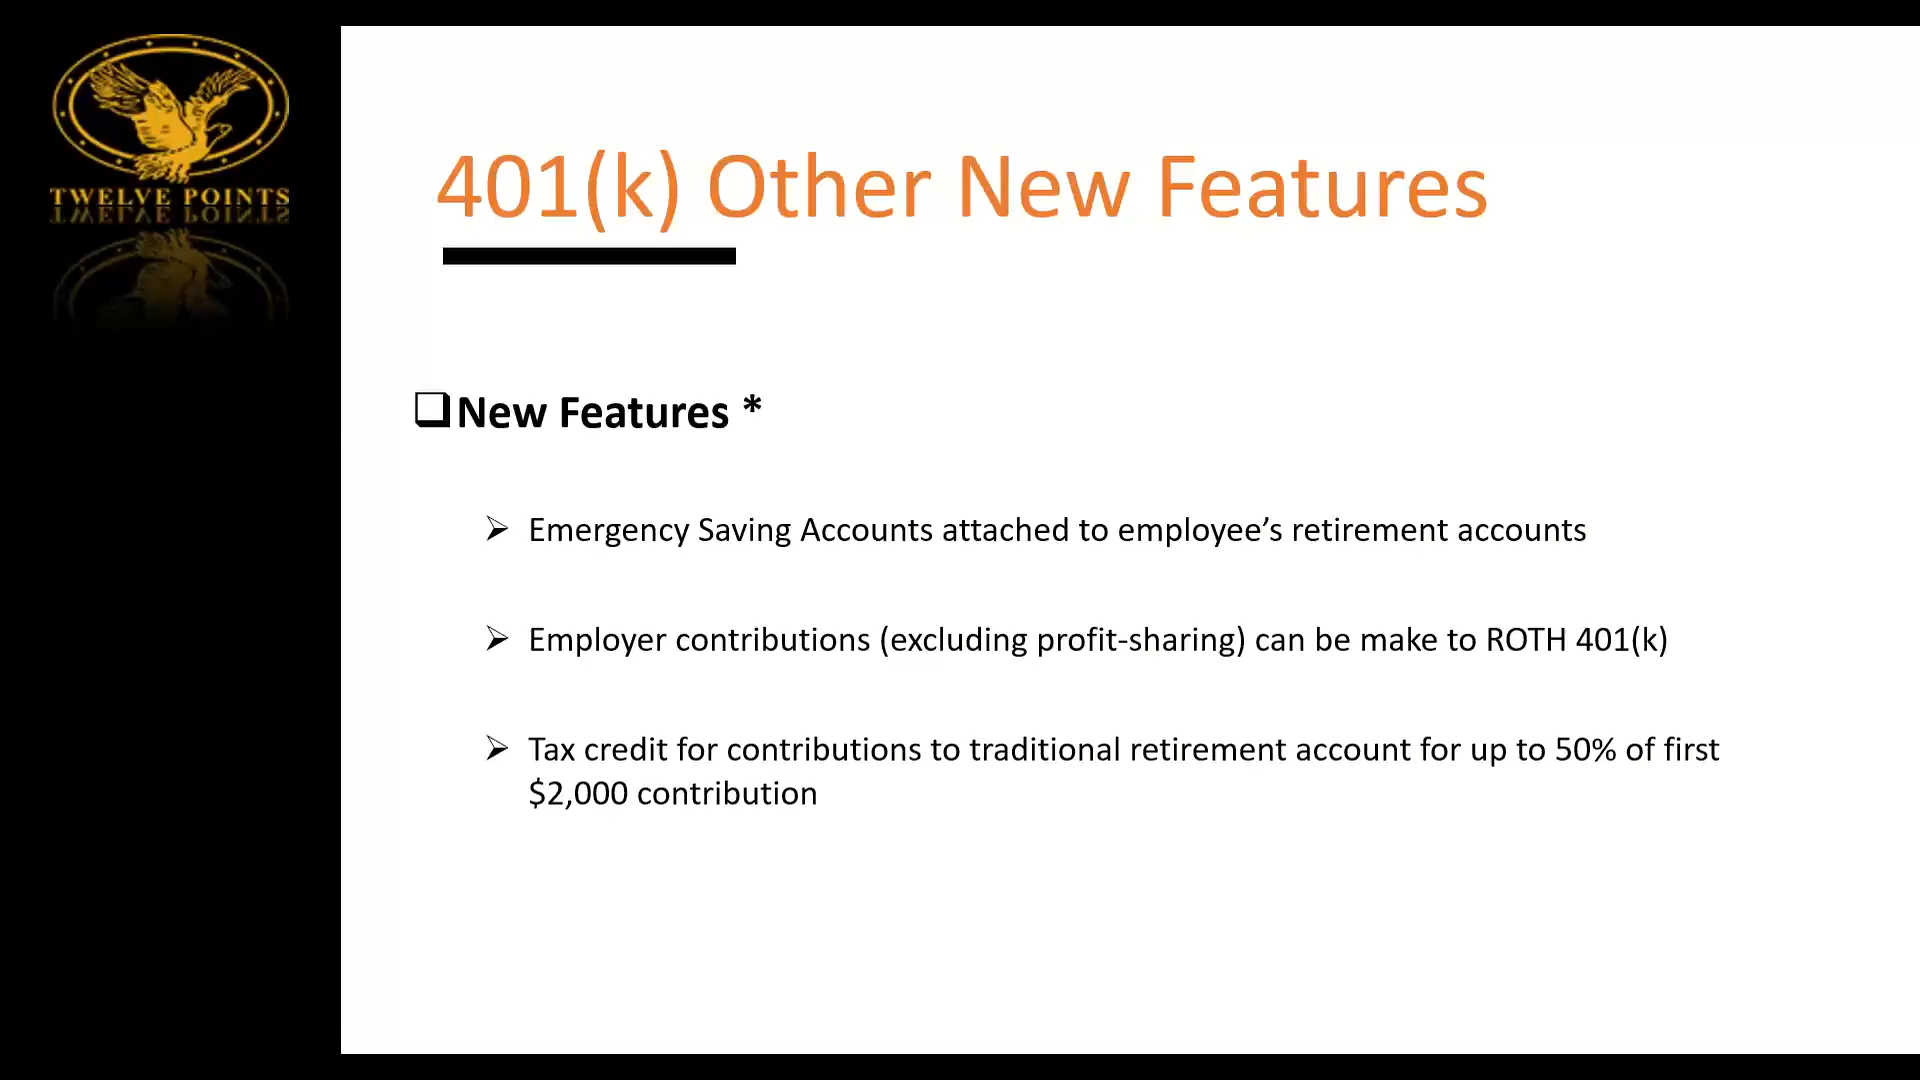 TWELVE POINTS
401(k) Other New Features
New Features *
Emergency Saving Accounts attached to employee’s retirement accounts
Employer contributions (excluding profit-sharing) can be make to ROTH 401(k)
Tax credit for contributions to traditional retirement account for up to 50% of first
$2,000 contribution